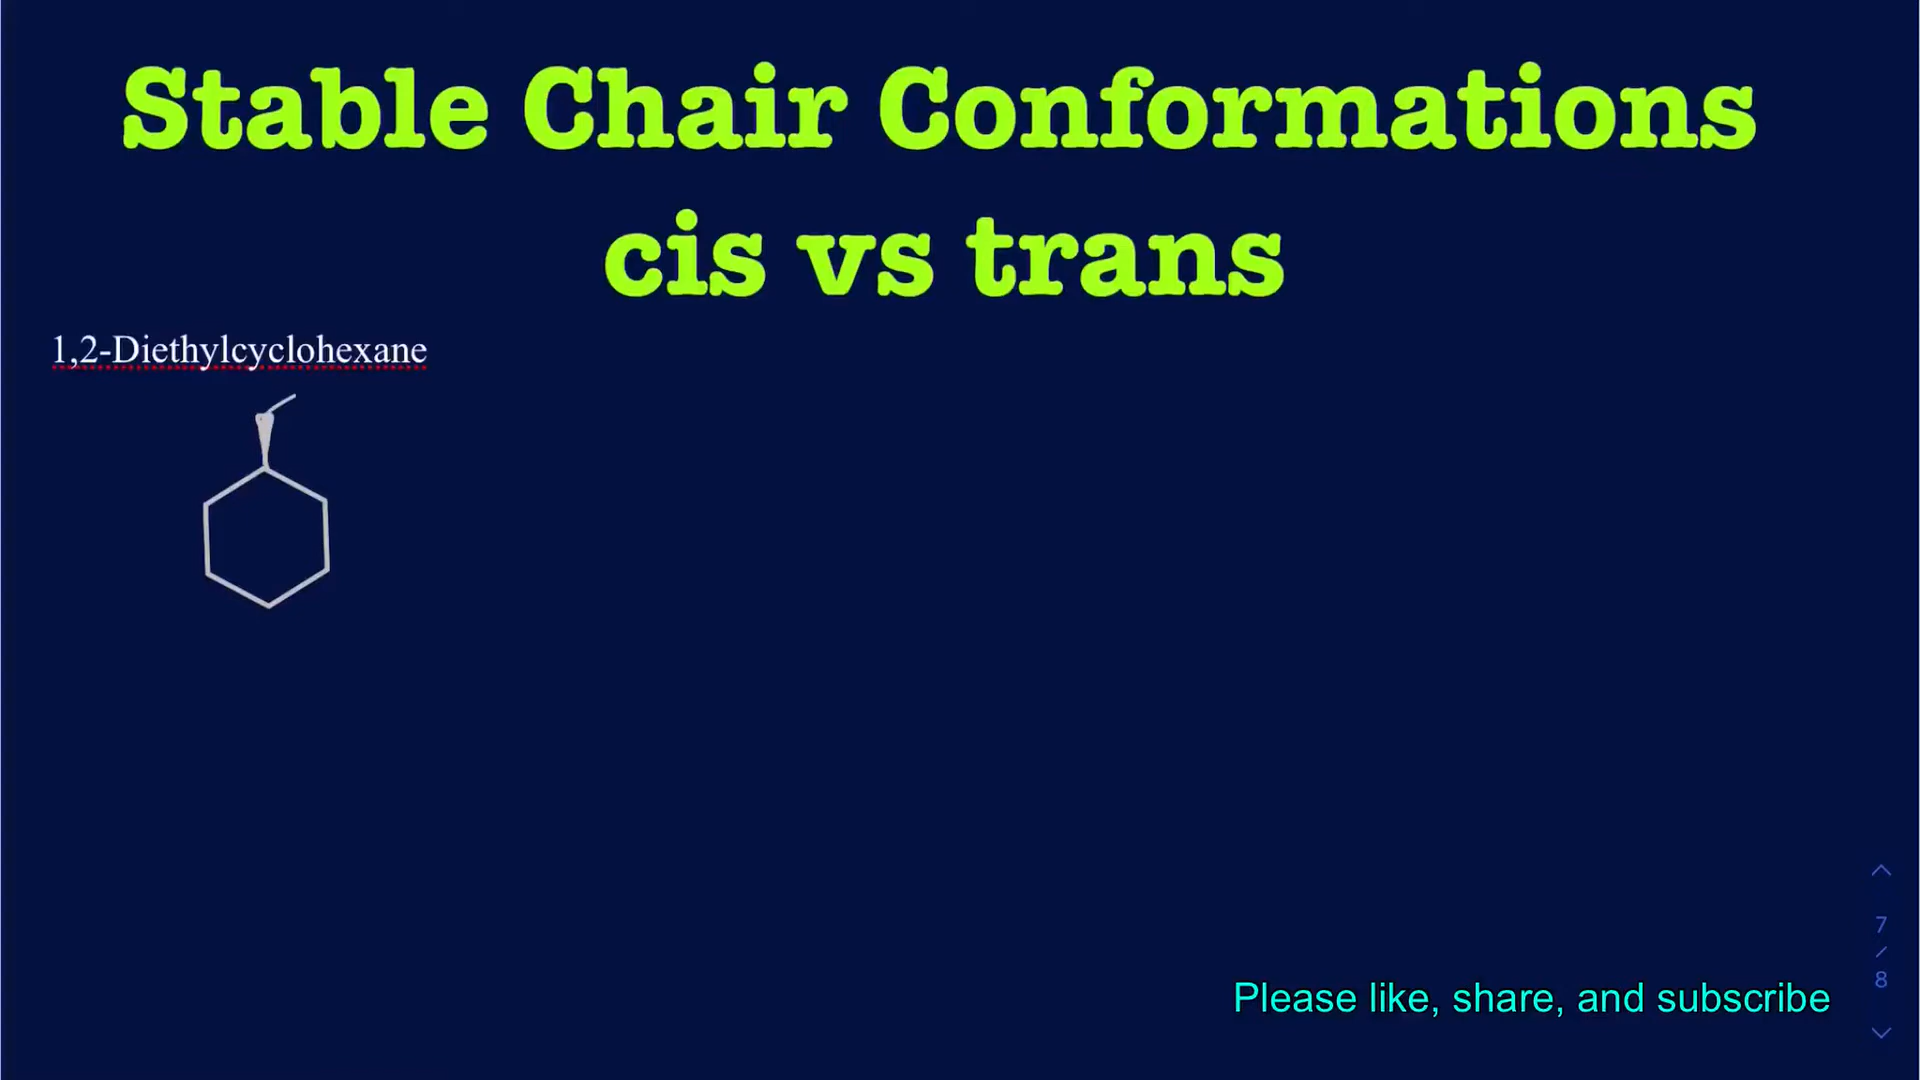 Stable Chair Conformations
cis vs trans
1,2-Diethylcyclohexane
7
/
8
Please like, share, and subscribe